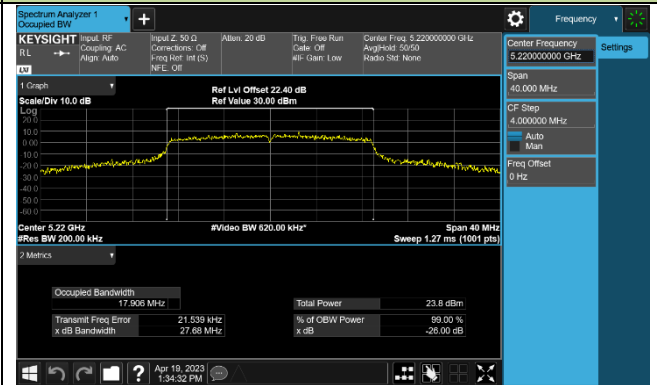 Spectrum Analyzer 1
Occupied BW
+
Frequency
KEYSIGHT
RL
LXI
Input: RF
Coupling: AC
Align: Auto
Input Z: 50 Ω
Corrections: Off
Freq Ref: Int (S)
NFE: Off
Atten: 20 dB
Trig: Free Run
Gate: Off
#IF Gain: Low
Center Freq: 5.220000000 GHz
Avg|Hold: 50/50
Radio Std: None
Center Frequency
5.220000000 GHz
Settings
Span
40.000 MHz
CF Step
4.000000 MHz
Auto
Man
Freq Offset
0 Hz
1 Graph
Scale/Div 10.0 dB
Ref Lvl Offset 22.40 dB
Ref Value 30.00 dBm
Log
20.0
10.0
0.00
-10.0
-20.0
-30.0
-40.0
-50.0
-60.0
Center 5.22 GHz
#Res BW 200.00 kHz
#Video BW 620.00 kHz*
Span 40 MHz
Sweep 1.27 ms (1001 pts)
2 Metrics
Occupied Bandwidth
17.906 MHz
Total Power 23.8 dBm
Transmit Freq Error 21.539 kHz
% of OBW Power 99.00 %
x dB Bandwidth 27.68 MHz
x dB -26.00 dB
?
Apr 19, 2023
1:34:32 PM